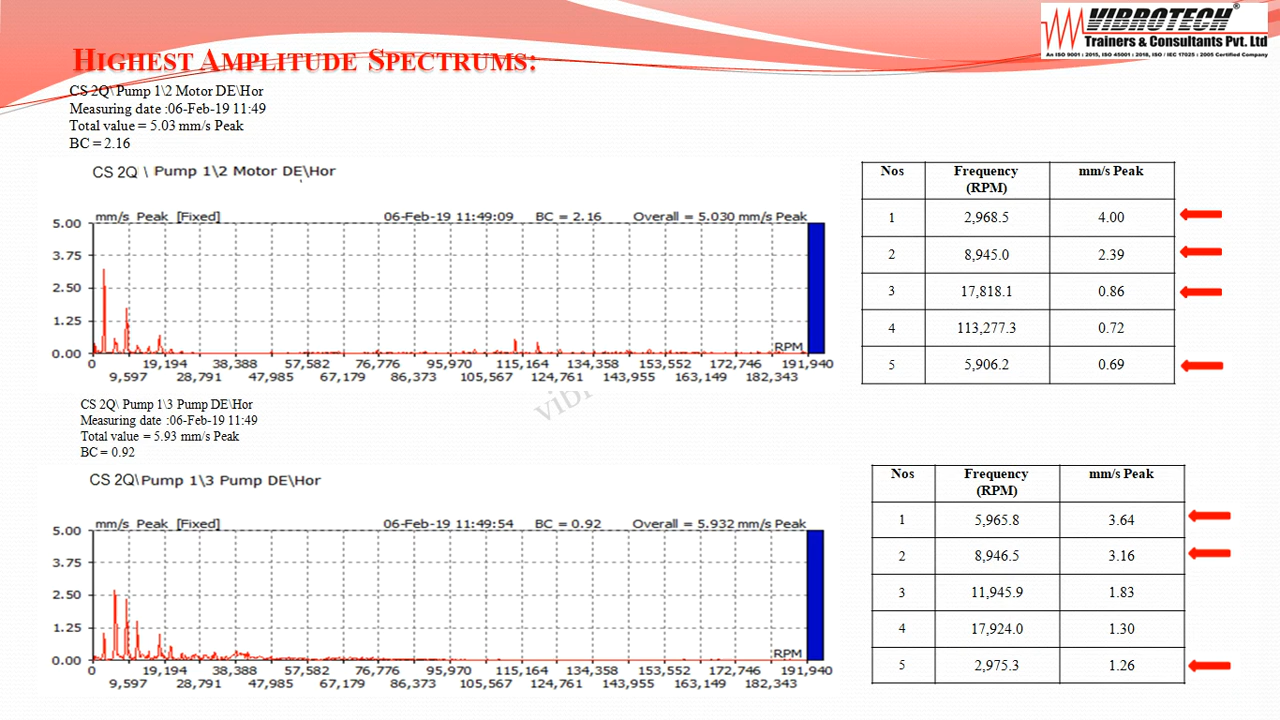 VIBROTECH®
Trainers & Consultants Pvt. Ltd
An ISO 9001 : 2015, ISO 45001 : 2018, ISO / IEC 17025 : 2005 Certified Company
HIGHEST AMPLITUDE SPECTRUMS:
CS 2Q\ Pump 1\2 Motor DE\Hor
Measuring date :06-Feb-19 11:49
Total value = 5.03 mm/s Peak
BC = 2.16
CS 2Q \ Pump 1\2 Motor DE\Hor
mm/s Peak [Fixed] 06-Feb-19 11:49:09 BC = 2.16 Overall = 5.030 mm/s Peak
5.00
3.75
2.50
1.25
0.00
RPM
0 19,194 38,388 57,582 76,776 95,970 115,164 134,358 153,552 172,746 191,940
9,597 28,791 47,985 67,179 86,373 105,567 124,761 143,955 163,149 182,343
Nos Frequency (RPM) mm/s Peak
1 2,968.5 4.00
2 8,945.0 2.39
3 17,818.1 0.86
4 113,277.3 0.72
5 5,906.2 0.69
CS 2Q\ Pump 1\3 Pump DE\Hor
Measuring date :06-Feb-19 11:49
Total value = 5.93 mm/s Peak
BC = 0.92
CS 2Q\Pump 1\3 Pump DE\Hor
mm/s Peak [Fixed] 06-Feb-19 11:49:54 BC = 0.92 Overall = 5.932 mm/s Peak
5.00
3.75
2.50
1.25
0.00
RPM
0 19,194 38,388 57,582 76,776 95,970 115,164 134,358 153,552 172,746 191,940
9,597 28,791 47,985 67,179 86,373 105,567 124,761 143,955 163,149 182,343
Nos Frequency (RPM) mm/s Peak
1 5,965.8 3.64
2 8,946.5 3.16
3 11,945.9 1.83
4 17,924.0 1.30
5 2,975.3 1.26